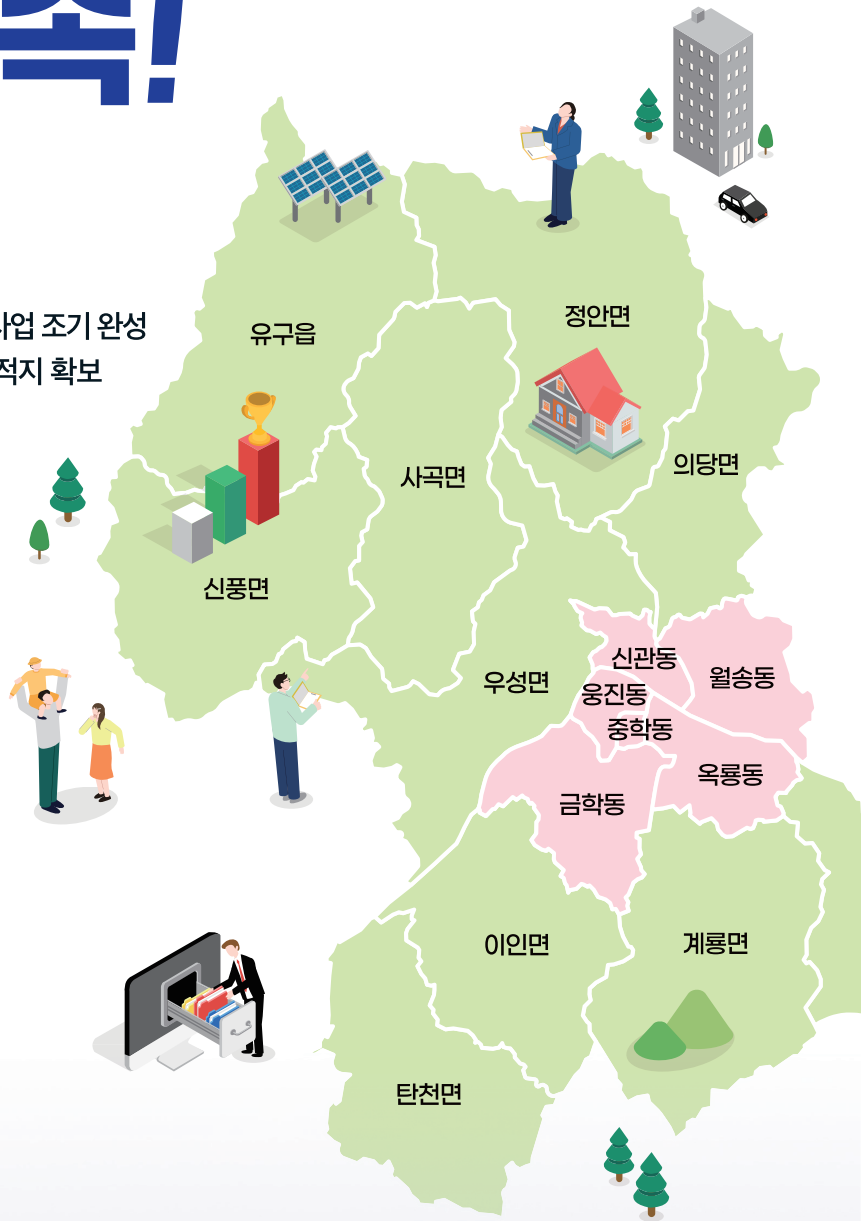 속!
사업 조기 완성
적지 확보
유구읍
정안면
의당면
사곡면
신풍면
신관동
월송동
우성면
웅진동
중학동
옥룡동
금학동
이인면
계룡면
탄천면